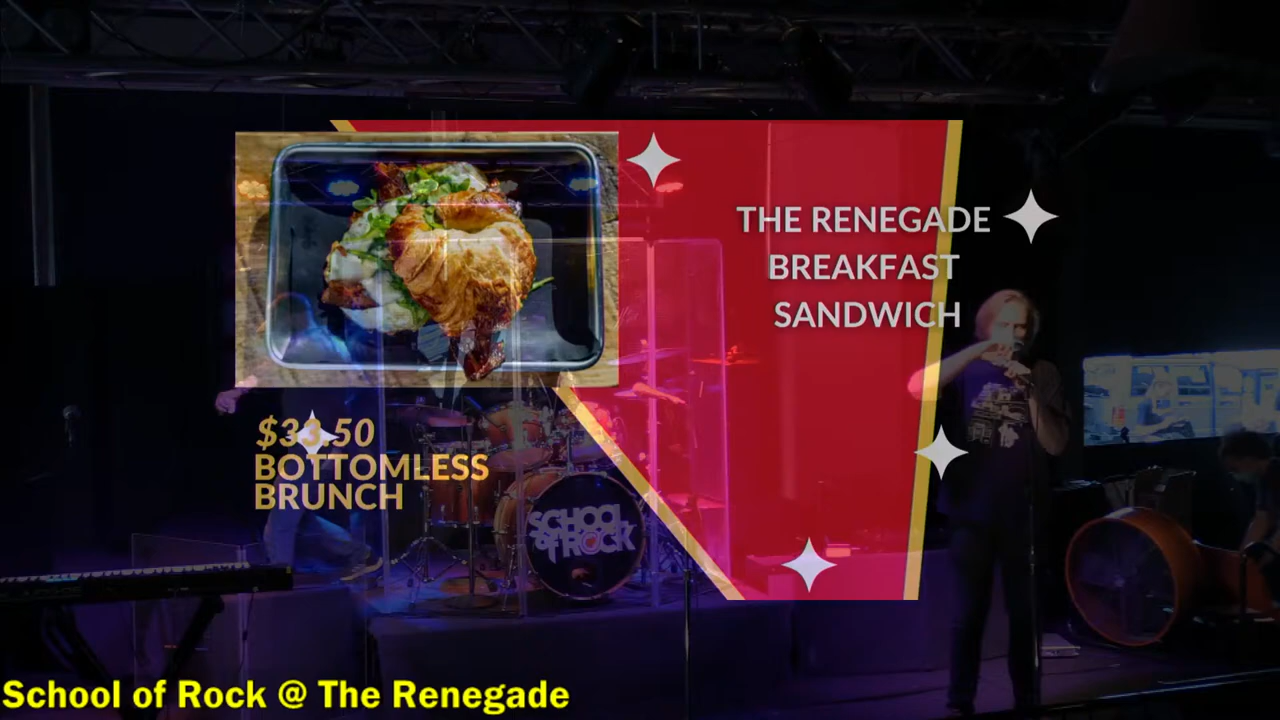 THE RENEGADE
BREAKFAST
SANDWICH
$33.50
BOTTOMLESS
BRUNCH
SCHOOL
of ROCK
School of Rock @ The Renegade